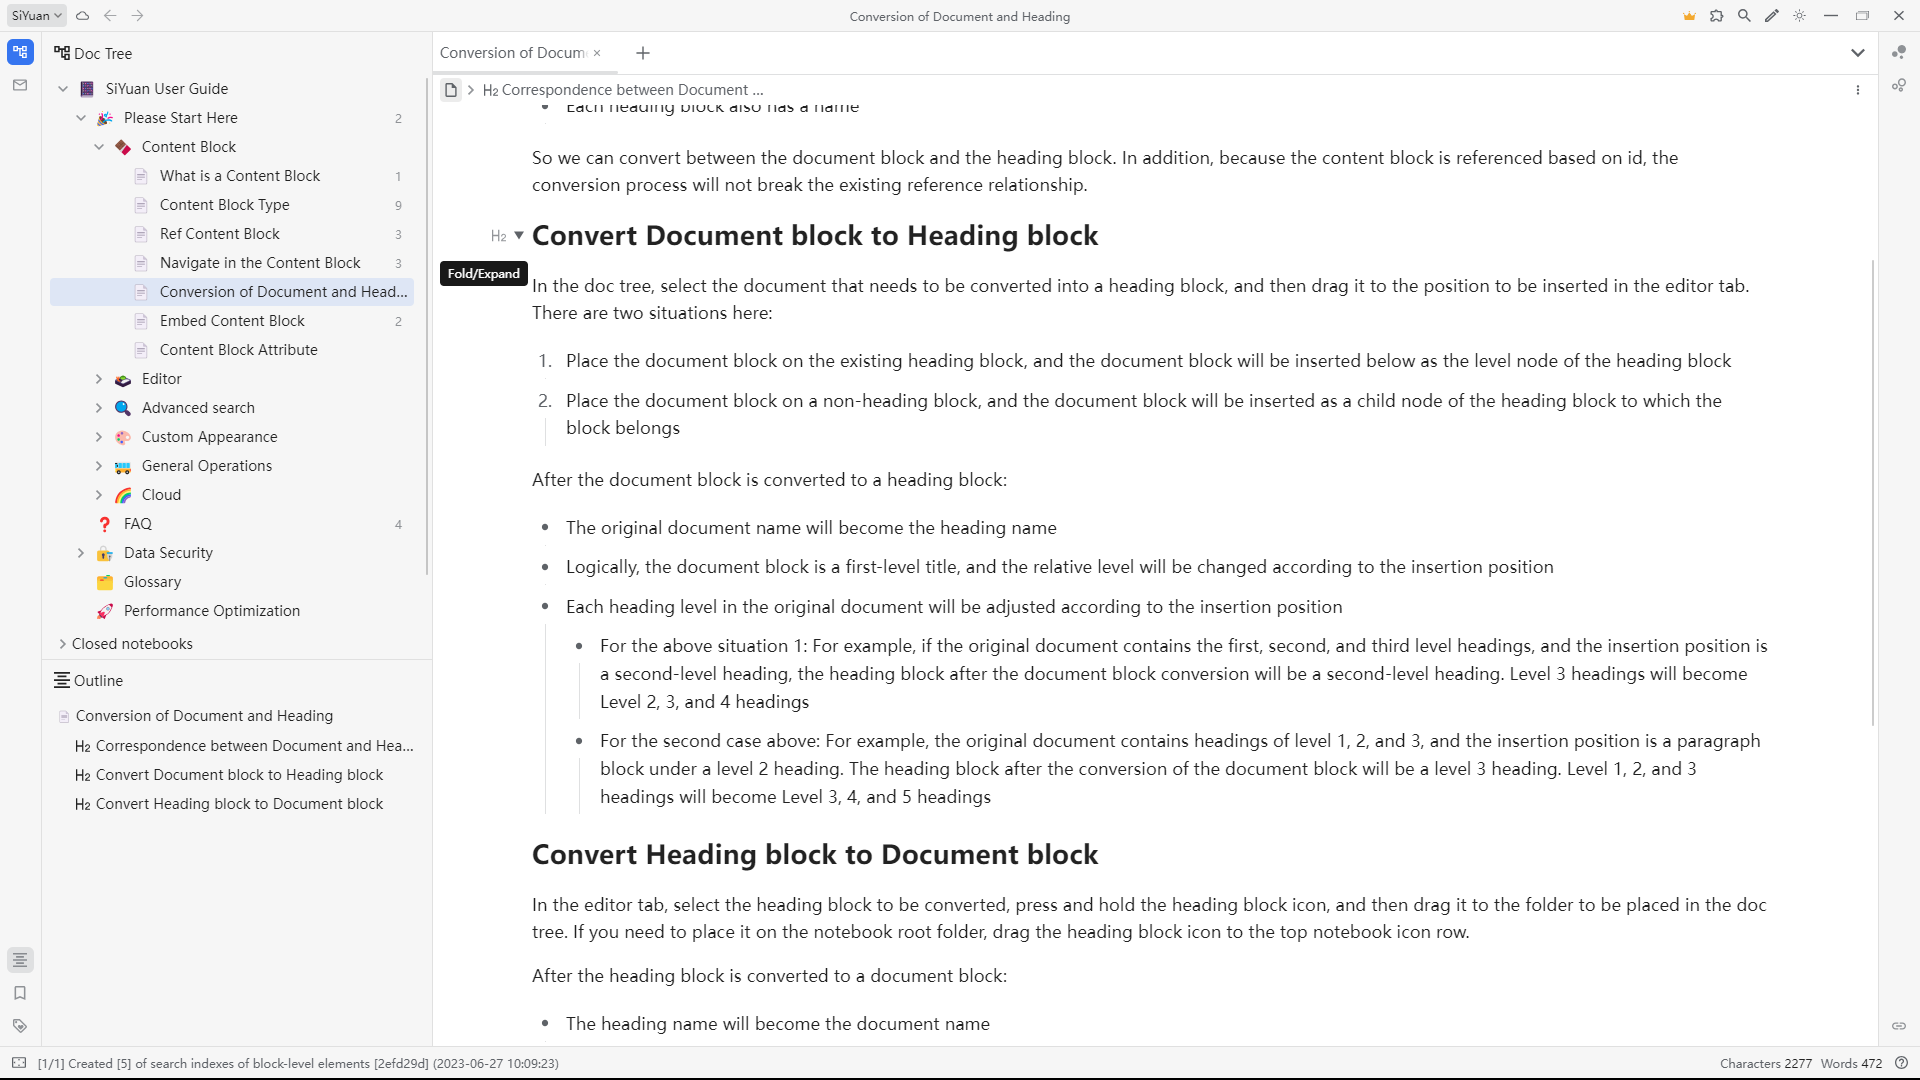 SiYuan
Conversion of Document and Heading
Doc Tree
SiYuan User Guide
Please Start Here 2
Content Block
What is a Content Block 1
Content Block Type 9
Ref Content Block 3
Navigate in the Content Block 3
Conversion of Document and Head...
Embed Content Block 2
Content Block Attribute
Editor
Advanced search
Custom Appearance
General Operations
Cloud
FAQ 4
Data Security
Glossary
Performance Optimization
Closed notebooks
Outline
Conversion of Document and Heading
H2 Correspondence between Document and Hea...
H2 Convert Document block to Heading block
H2 Convert Heading block to Document block
Conversion of Docum
H2 Correspondence between Document ...
Each heading block also has a name
So we can convert between the document block and the heading block. In addition, because the content block is referenced based on id, the
conversion process will not break the existing reference relationship.
H2 Convert Document block to Heading block
Fold/Expand
In the doc tree, select the document that needs to be converted into a heading block, and then drag it to the position to be inserted in the editor tab.
There are two situations here:
1. Place the document block on the existing heading block, and the document block will be inserted below as the level node of the heading block
2. Place the document block on a non-heading block, and the document block will be inserted as a child node of the heading block to which the
block belongs
After the document block is converted to a heading block:
• The original document name will become the heading name
• Logically, the document block is a first-level title, and the relative level will be changed according to the insertion position
• Each heading level in the original document will be adjusted according to the insertion position
• For the above situation 1: For example, if the original document contains the first, second, and third level headings, and the insertion position is
a second-level heading, the heading block after the document block conversion will be a second-level heading. Level 3 headings will become
Level 2, 3, and 4 headings
• For the second case above: For example, the original document contains headings of level 1, 2, and 3, and the insertion position is a paragraph
block under a level 2 heading. The heading block after the conversion of the document block will be a level 3 heading. Level 1, 2, and 3
headings will become Level 3, 4, and 5 headings
Convert Heading block to Document block
In the editor tab, select the heading block to be converted, press and hold the heading block icon, and then drag it to the folder to be placed in the doc
tree. If you need to place it on the notebook root folder, drag the heading block icon to the top notebook icon row.
After the heading block is converted to a document block:
• The heading name will become the document name
[1/1] Created [5] of search indexes of block-level elements [2efd29d] (2023-06-27 10:09:23)
Characters 2277 Words 472